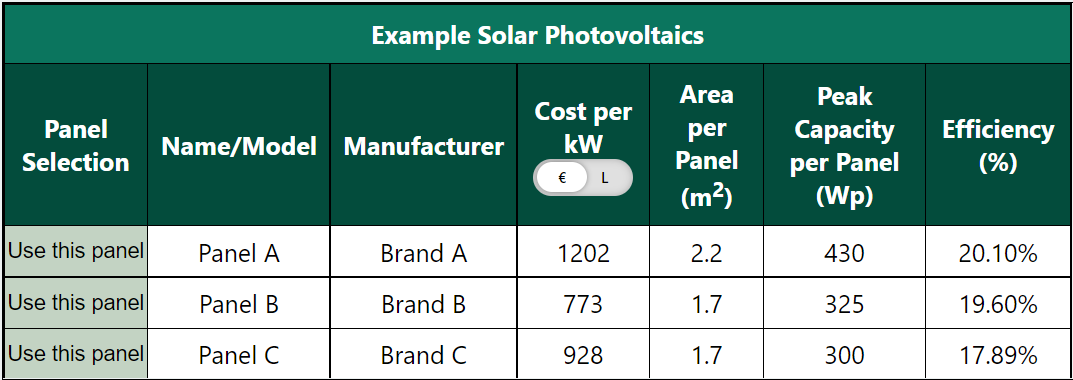 Example Solar Photovoltaics
Panel
Selection
Name/Model
Manufacturer
Cost per
kW
€ L
Area
per
Panel
(m²)
Peak
Capacity
per Panel
(Wp)
Efficiency
(%)
Use this panel Panel A Brand A 1202 2.2 430 20.10%
Use this panel Panel B Brand B 773 1.7 325 19.60%
Use this panel Panel C Brand C 928 1.7 300 17.89%